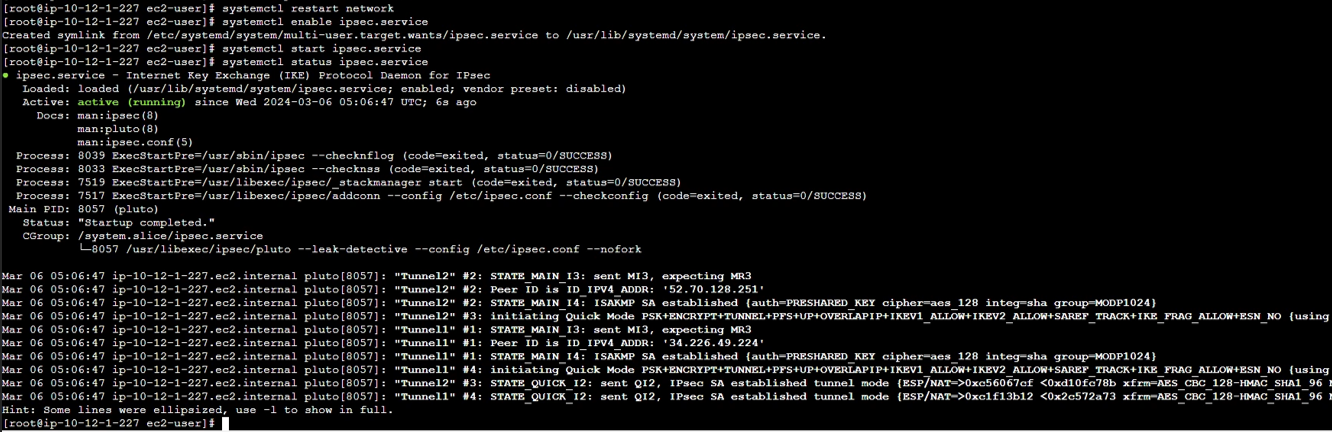 [root@ip-10-12-1-227 ec2-user]# systemctl restart network
[root@ip-10-12-1-227 ec2-user]# systemctl enable ipsec.service
Created symlink from /etc/systemd/system/multi-user.target.wants/ipsec.service to /usr/lib/systemd/system/ipsec.service.
[root@ip-10-12-1-227 ec2-user]# systemctl start ipsec.service
[root@ip-10-12-1-227 ec2-user]# systemctl status ipsec.service
● ipsec.service - Internet Key Exchange (IKE) Protocol Daemon for IPsec
   Loaded: loaded (/usr/lib/systemd/system/ipsec.service; enabled; vendor preset: disabled)
   Active: active (running) since Wed 2024-03-06 05:06:47 UTC; 6s ago
     Docs: man:ipsec(8)
           man:pluto(8)
           man:ipsec.conf(5)
  Process: 8039 ExecStartPre=/usr/sbin/ipsec --checknflog (code=exited, status=0/SUCCESS)
  Process: 8033 ExecStartPre=/usr/sbin/ipsec --checknss (code=exited, status=0/SUCCESS)
  Process: 7519 ExecStartPre=/usr/libexec/ipsec/_stackmanager start (code=exited, status=0/SUCCESS)
  Process: 7517 ExecStartPre=/usr/libexec/ipsec/addconn --config /etc/ipsec.conf --checkconfig (code=exited, status=0/SUCCESS)
 Main PID: 8057 (pluto)
   Status: "Startup completed."
   CGroup: /system.slice/ipsec.service
           └─8057 /usr/libexec/ipsec/pluto --leak-detective --config /etc/ipsec.conf --nofork
Mar 06 05:06:47 ip-10-12-1-227.ec2.internal pluto[8057]: "Tunnel2" #2: STATE_MAIN_I3: sent MI3, expecting MR3
Mar 06 05:06:47 ip-10-12-1-227.ec2.internal pluto[8057]: "Tunnel2" #2: Peer ID is ID_IPV4_ADDR: '52.70.128.251'
Mar 06 05:06:47 ip-10-12-1-227.ec2.internal pluto[8057]: "Tunnel2" #2: STATE_MAIN_I4: ISAKMP SA established {auth=PRESHARED_KEY cipher=aes_128 integ=sha group=MODP1024}
Mar 06 05:06:47 ip-10-12-1-227.ec2.internal pluto[8057]: "Tunnel2" #3: initiating Quick Mode PSK+ENCRYPT+TUNNEL+PFS+UP+OVERLAPIP+IKEV1_ALLOW+IKEV2_ALLOW+SAREF_TRACK+IKE_FRAG_ALLOW+ESN_NO {using
Mar 06 05:06:47 ip-10-12-1-227.ec2.internal pluto[8057]: "Tunnel1" #1: STATE_MAIN_I3: sent MI3, expecting MR3
Mar 06 05:06:47 ip-10-12-1-227.ec2.internal pluto[8057]: "Tunnel1" #1: Peer ID is ID_IPV4_ADDR: '34.226.49.224'
Mar 06 05:06:47 ip-10-12-1-227.ec2.internal pluto[8057]: "Tunnel1" #1: STATE_MAIN_I4: ISAKMP SA established {auth=PRESHARED_KEY cipher=aes_128 integ=sha group=MODP1024}
Mar 06 05:06:47 ip-10-12-1-227.ec2.internal pluto[8057]: "Tunnel1" #4: initiating Quick Mode PSK+ENCRYPT+TUNNEL+PFS+UP+OVERLAPIP+IKEV1_ALLOW+IKEV2_ALLOW+SAREF_TRACK+IKE_FRAG_ALLOW+ESN_NO {using
Mar 06 05:06:47 ip-10-12-1-227.ec2.internal pluto[8057]: "Tunnel2" #3: STATE_QUICK_I2: sent QI2, IPsec SA established tunnel mode {ESP/NAT=>0xc56067cf <0xd10fc78b xfrm=AES_CBC_128-HMAC_SHA1_96
Mar 06 05:06:47 ip-10-12-1-227.ec2.internal pluto[8057]: "Tunnel1" #4: STATE_QUICK_I2: sent QI2, IPsec SA established tunnel mode {ESP/NAT=>0xc1f13b12 <0x2c572a73 xfrm=AES_CBC_128-HMAC_SHA1_96
Hint: Some lines were ellipsized, use -l to show in full.
[root@ip-10-12-1-227 ec2-user]#